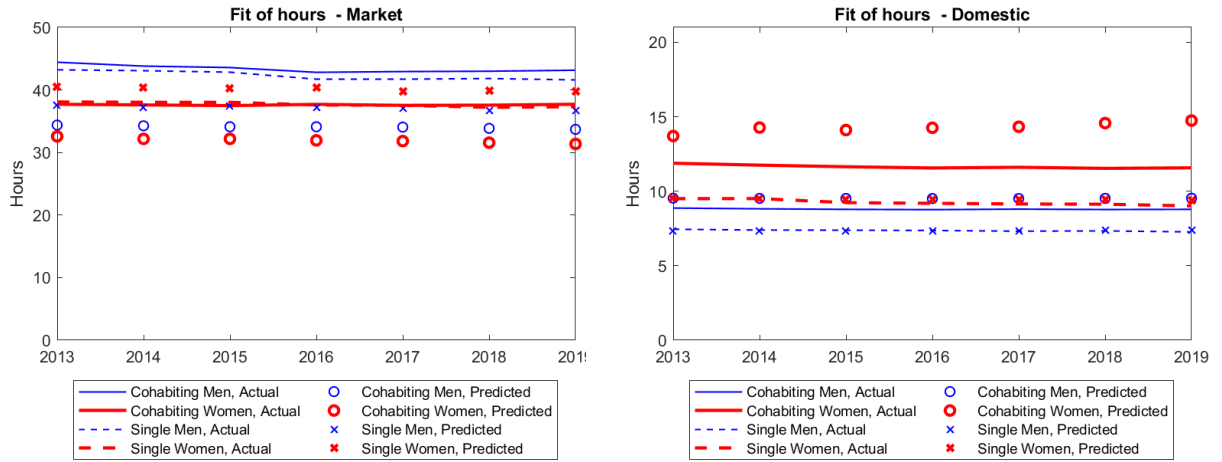 Fit of hours - Market
Hours
50
40
30
20
10
0
2013 2014 2015 2016 2017 2018 2019
Cohabiting Men, Actual
Cohabiting Women, Actual
Single Men, Actual
Single Women, Actual
Cohabiting Men, Predicted
Cohabiting Women, Predicted
Single Men, Predicted
Single Women, Predicted
Fit of hours - Domestic
Hours
20
15
10
5
0
2013 2014 2015 2016 2017 2018 2019
Cohabiting Men, Actual
Cohabiting Women, Actual
Single Men, Actual
Single Women, Actual
Cohabiting Men, Predicted
Cohabiting Women, Predicted
Single Men, Predicted
Single Women, Predicted